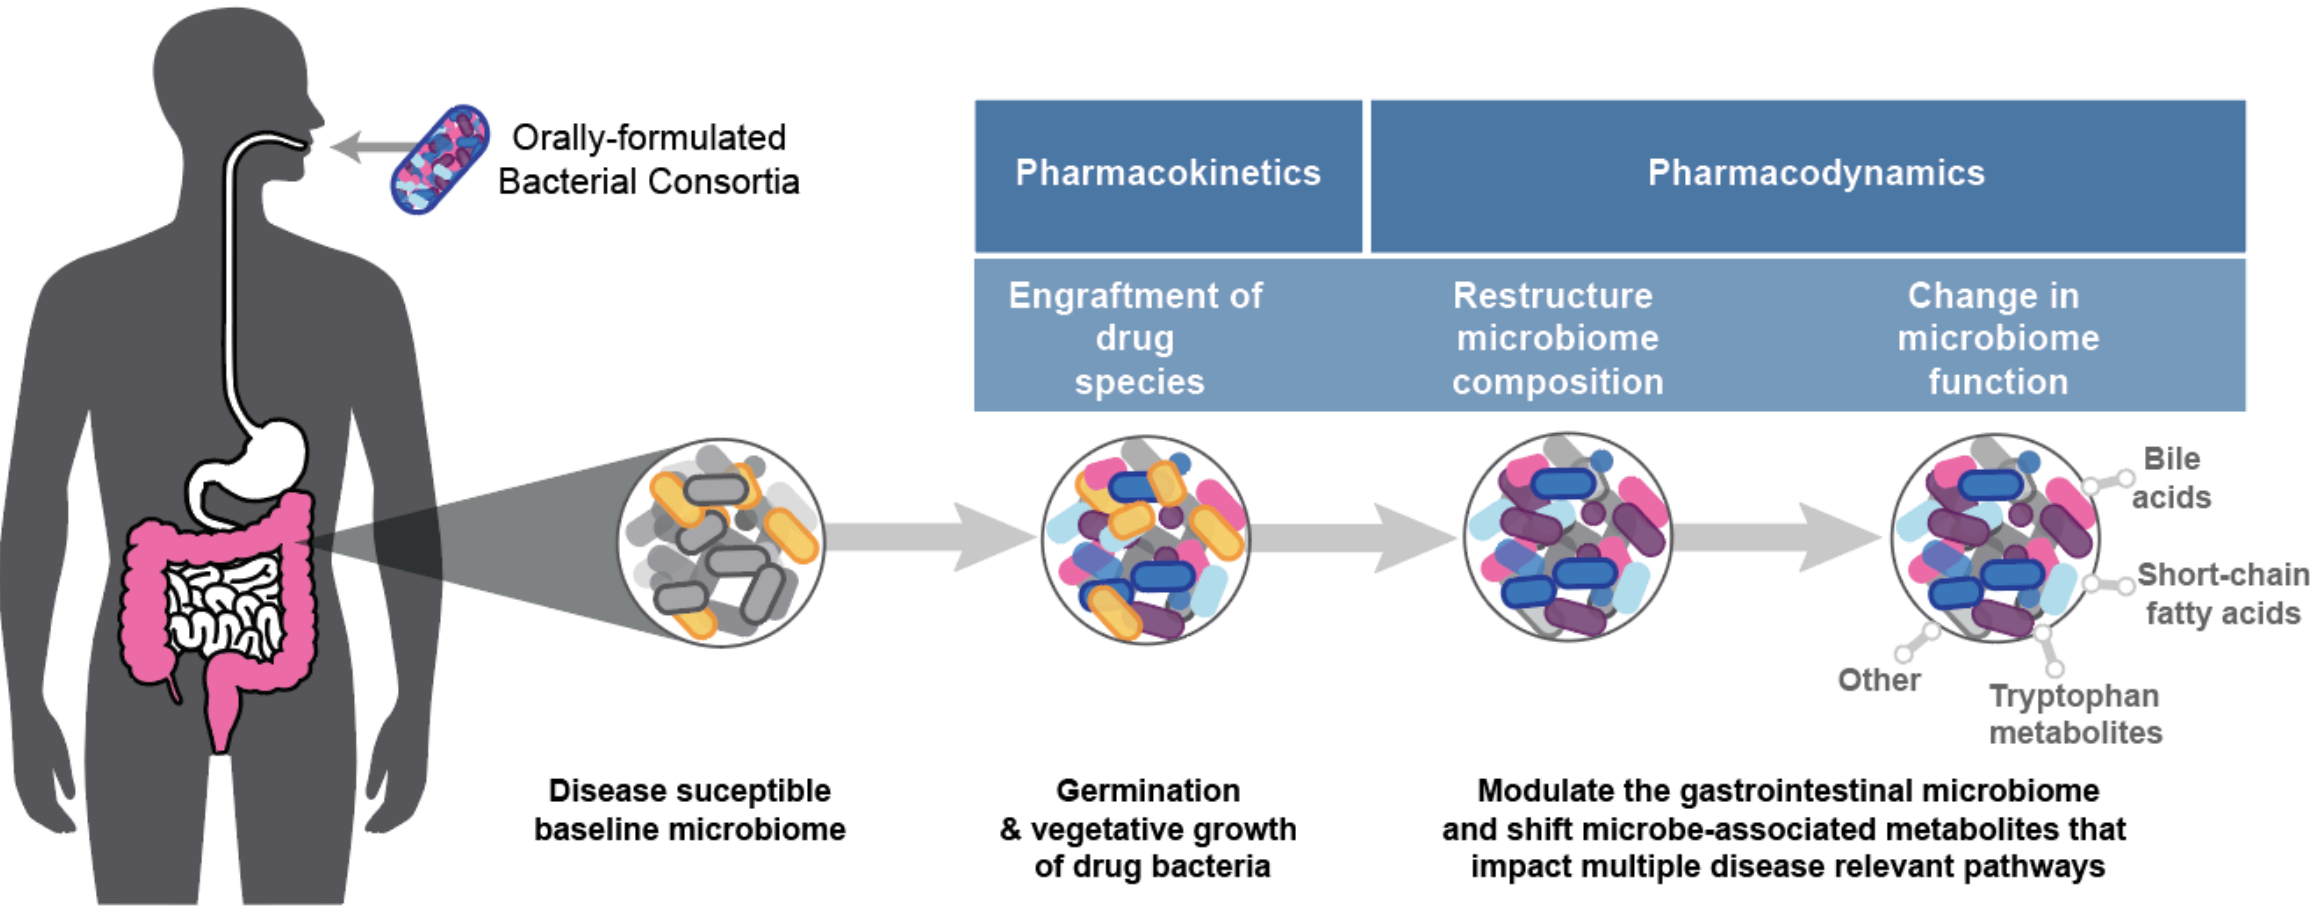 Orally-formulated
Bacterial Consortia
Pharmacokinetics
Pharmacodynamics
Engraftment of
drug
species
Restructure
microbiome
composition
Change in
microbiome
function
Bile
acids
Short-chain
fatty acids
Other
Tryptophan
metabolites
Disease suceptible
baseline microbiome
Germination
& vegetative growth
of drug bacteria
Modulate the gastrointestinal microbiome
and shift microbe-associated metabolites that
impact multiple disease relevant pathways